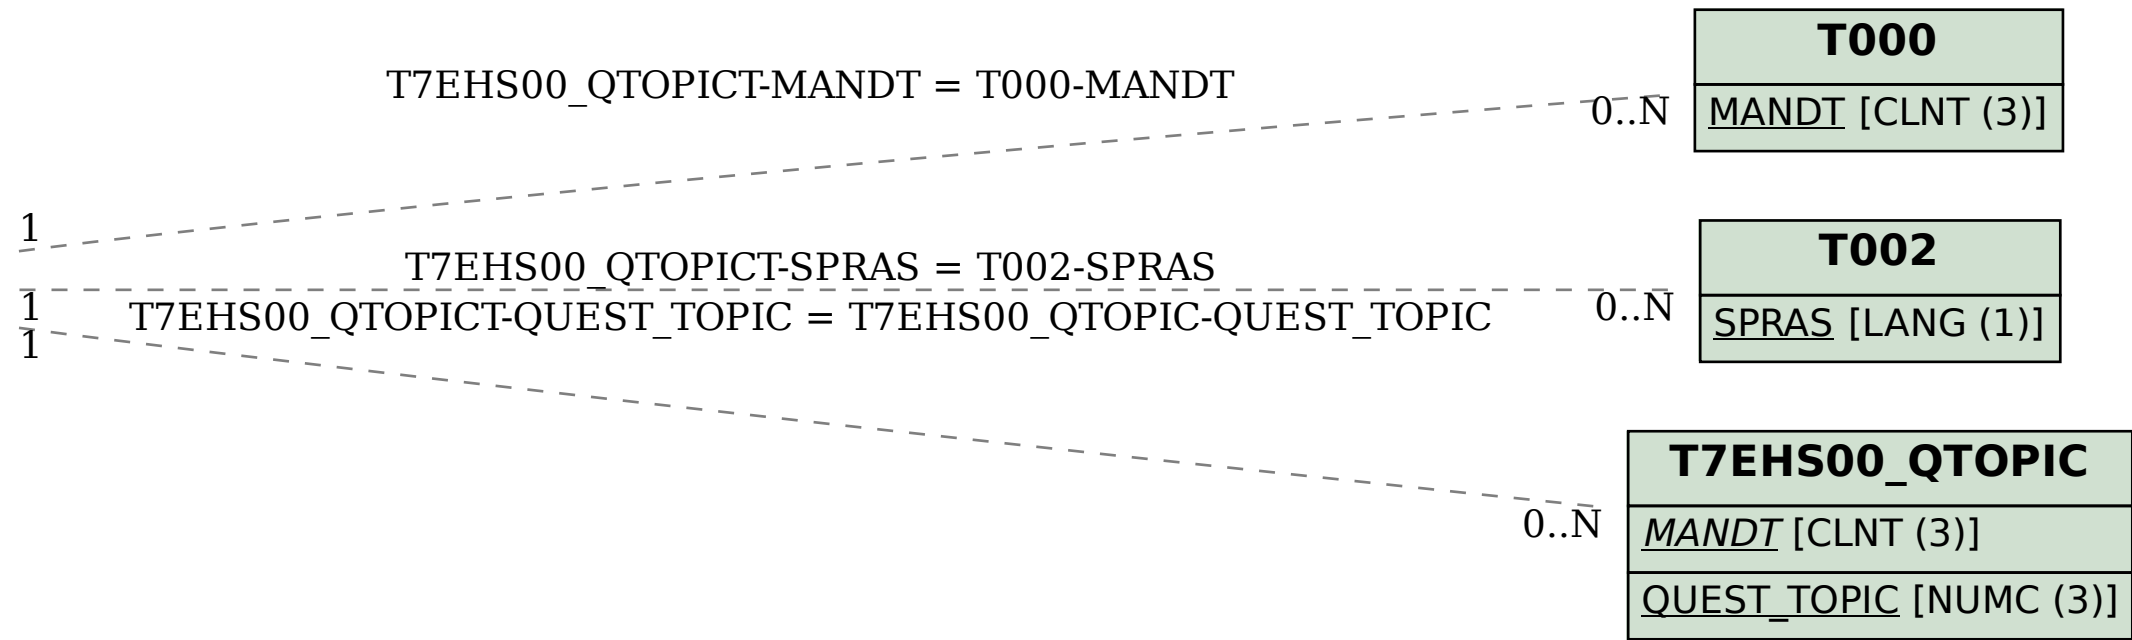 T7EHS00_QTOPICT-MANDT = T000-MANDT
1
0..N
T000
MANDT [CLNT (3)]
T7EHS00_QTOPICT-SPRAS = T002-SPRAS
1
0..N
T002
SPRAS [LANG (1)]
T7EHS00_QTOPICT-QUEST_TOPIC = T7EHS00_QTOPIC-QUEST_TOPIC
1
0..N
T7EHS00_QTOPIC
MANDT [CLNT (3)]
QUEST_TOPIC [NUMC (3)]